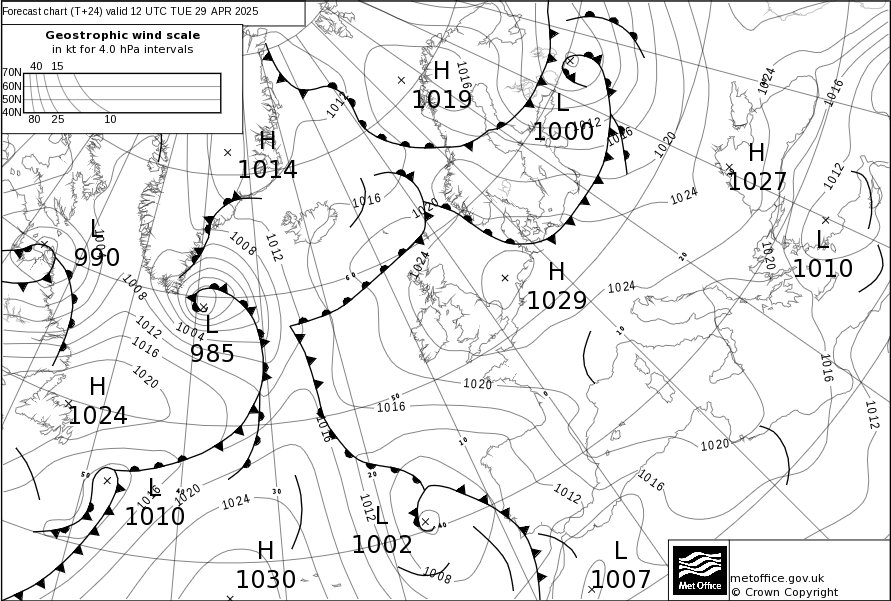 Forecast chart (T+24) valid 12 UTC TUE 29 APR 2025
Geostrophic wind scale
in kt for 4.0 hPa intervals
40 15
70N
60N
50N
40N
80 25 10
H
1019
1016
1012
L
1000
1012
1016
1020
1024
1016
H
1014
H
1027
1012
1016
1020
1024
L
990
1008
1012
L
1010
1020
1024
H
1029
1024
20
60
1008
L
985
1004
1012
1016
1020
10
H
1024
1020
1016
50
0
1016
1012
1016
1020
10
50
L
1010
1016
1020
1024
30
20
1012
L
1002
40
1012
1016
H
1030
1008
L
1007
Met Office
metoffice.gov.uk
© Crown Copyright